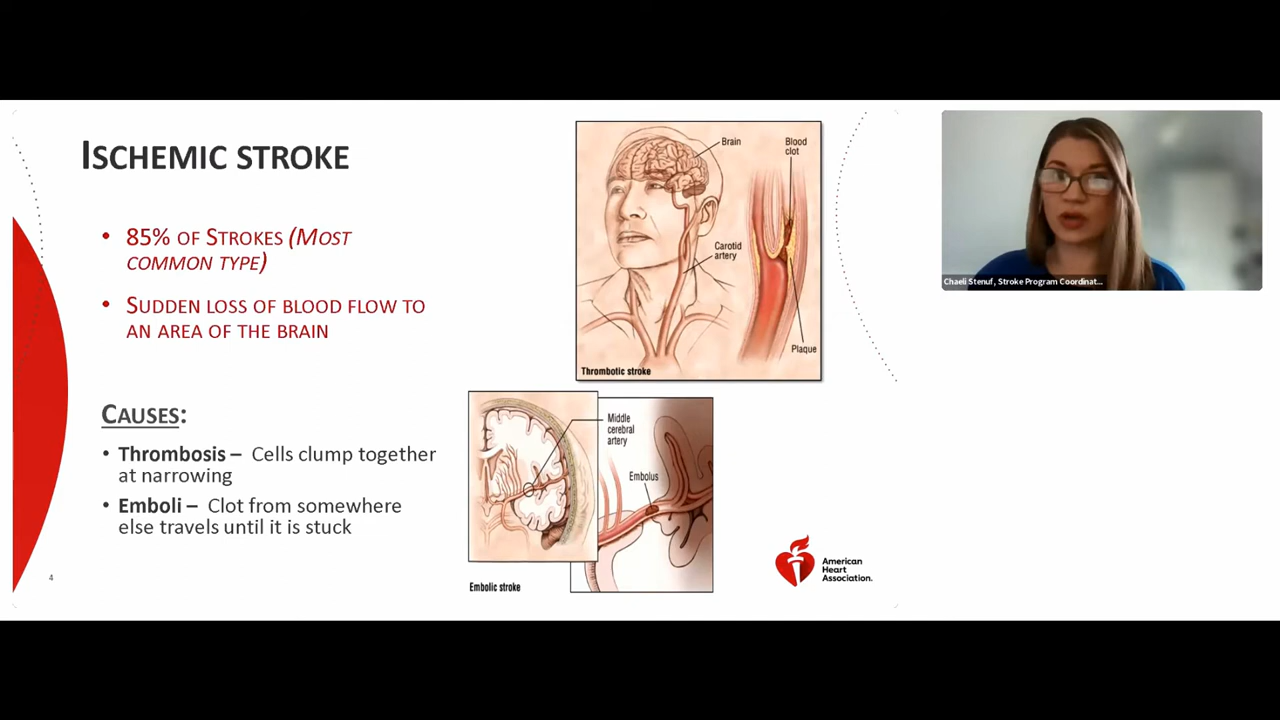 ISCHEMIC STROKE
• 85% OF STROKES (MOST
COMMON TYPE)
• SUDDEN LOSS OF BLOOD FLOW TO
AN AREA OF THE BRAIN
CAUSES:
• Thrombosis – Cells clump together
at narrowing
• Emboli – Clot from somewhere
else travels until it is stuck
4
Brain
Blood
clot
Carotid
artery
Plaque
Thrombotic stroke
Middle
cerebral
artery
Embolus
Embolic stroke
American
Heart
Association.
Chaeli Stenuf, Stroke Program Coordinat...